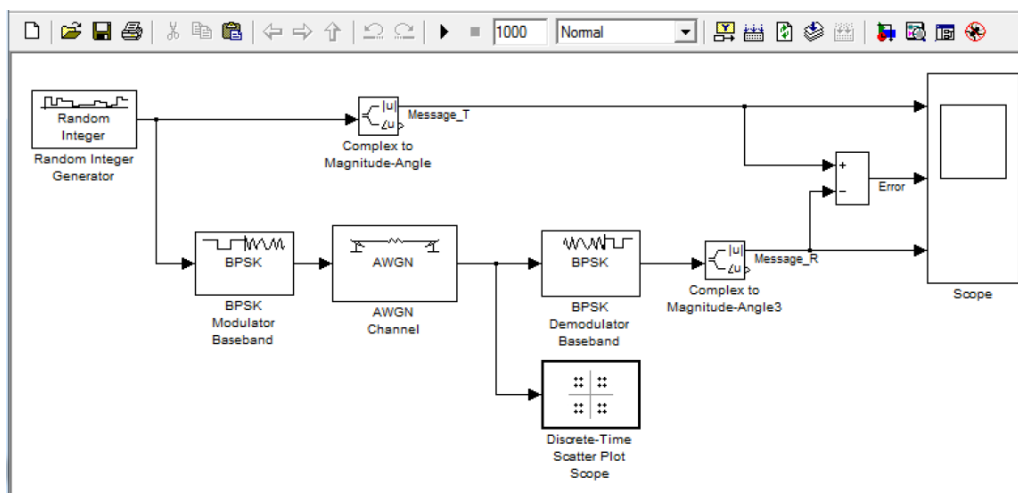 1000
Normal
Random
Integer
Random Integer
Generator
|u|
∠u
Message_T
Complex to
Magnitude-Angle
+
−
Error
Scope
BPSK
BPSK
Modulator
Baseband
AWGN
AWGN
Channel
BPSK
BPSK
Demodulator
Baseband
|u|
∠u
Message_R
Complex to
Magnitude-Angle3
Discrete-Time
Scatter Plot
Scope